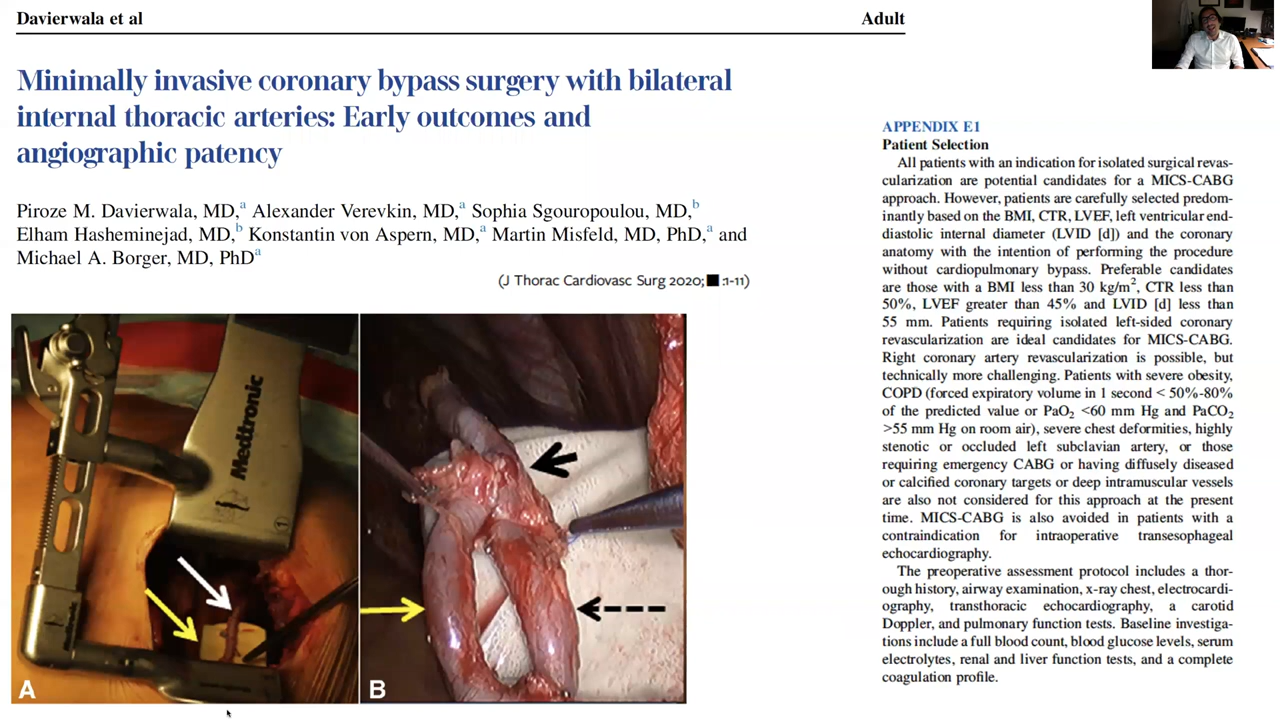 Davierwala et al
Adult
Minimally invasive coronary bypass surgery with bilateral
internal thoracic arteries: Early outcomes and
angiographic patency
Piroze M. Davierwala, MD,a Alexander Verevkin, MD,a Sophia Sgouropoulou, MD,b
Elham Hasheminejad, MD,b Konstantin von Aspern, MD,a Martin Misfeld, MD, PhD,a and
Michael A. Borger, MD, PhDa
(J Thorac Cardiovasc Surg 2020;■:1-11)
Medtronic
1
Medtronic
A
B
APPENDIX E1
Patient Selection
All patients with an indication for isolated surgical revas-
cularization are potential candidates for a MICS-CABG
approach. However, patients are carefully selected predom-
inantly based on the BMI, CTR, LVEF, left ventricular end-
diastolic internal diameter (LVID [d]) and the coronary
anatomy with the intention of performing the procedure
without cardiopulmonary bypass. Preferable candidates
are those with a BMI less than 30 kg/m2, CTR less than
50%, LVEF greater than 45% and LVID [d] less than
55 mm. Patients requiring isolated left-sided coronary
revascularization are ideal candidates for MICS-CABG.
Right coronary artery revascularization is possible, but
technically more challenging. Patients with severe obesity,
COPD (forced expiratory volume in 1 second < 50%-80%
of the predicted value or PaO2 <60 mm Hg and PaCO2
>55 mm Hg on room air), severe chest deformities, highly
stenotic or occluded left subclavian artery, or those
requiring emergency CABG or having diffusely diseased
or calcified coronary targets or deep intramuscular vessels
are also not considered for this approach at the present
time. MICS-CABG is also avoided in patients with a
contraindication for intraoperative transesophageal
echocardiography.
The preoperative assessment protocol includes a thor-
ough history, airway examination, x-ray chest, electrocardi-
ography, transthoracic echocardiography, a carotid
Doppler, and pulmonary function tests. Baseline investiga-
tions include a full blood count, blood glucose levels, serum
electrolytes, renal and liver function tests, and a complete
coagulation profile.